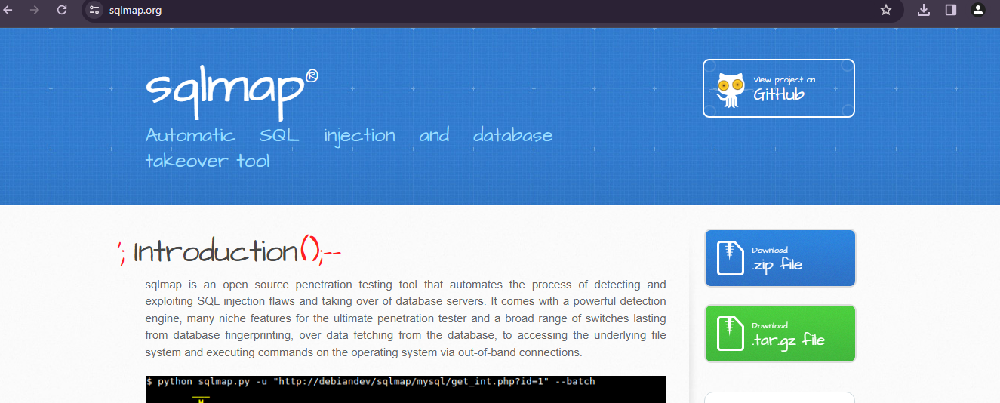 sqlmap.org
sqlmap®
Automatic SQL injection and database
takeover tool
View project on
GitHub
'; Introduction();--
sqlmap is an open source penetration testing tool that automates the process of detecting and
exploiting SQL injection flaws and taking over of database servers. It comes with a powerful detection
engine, many niche features for the ultimate penetration tester and a broad range of switches lasting
from database fingerprinting, over data fetching from the database, to accessing the underlying file
system and executing commands on the operating system via out-of-band connections.
Download
.zip file
Download
.tar.gz file
$ python sqlmap.py -u "http://debiandev/sqlmap/mysql/get_int.php?id=1" --batch